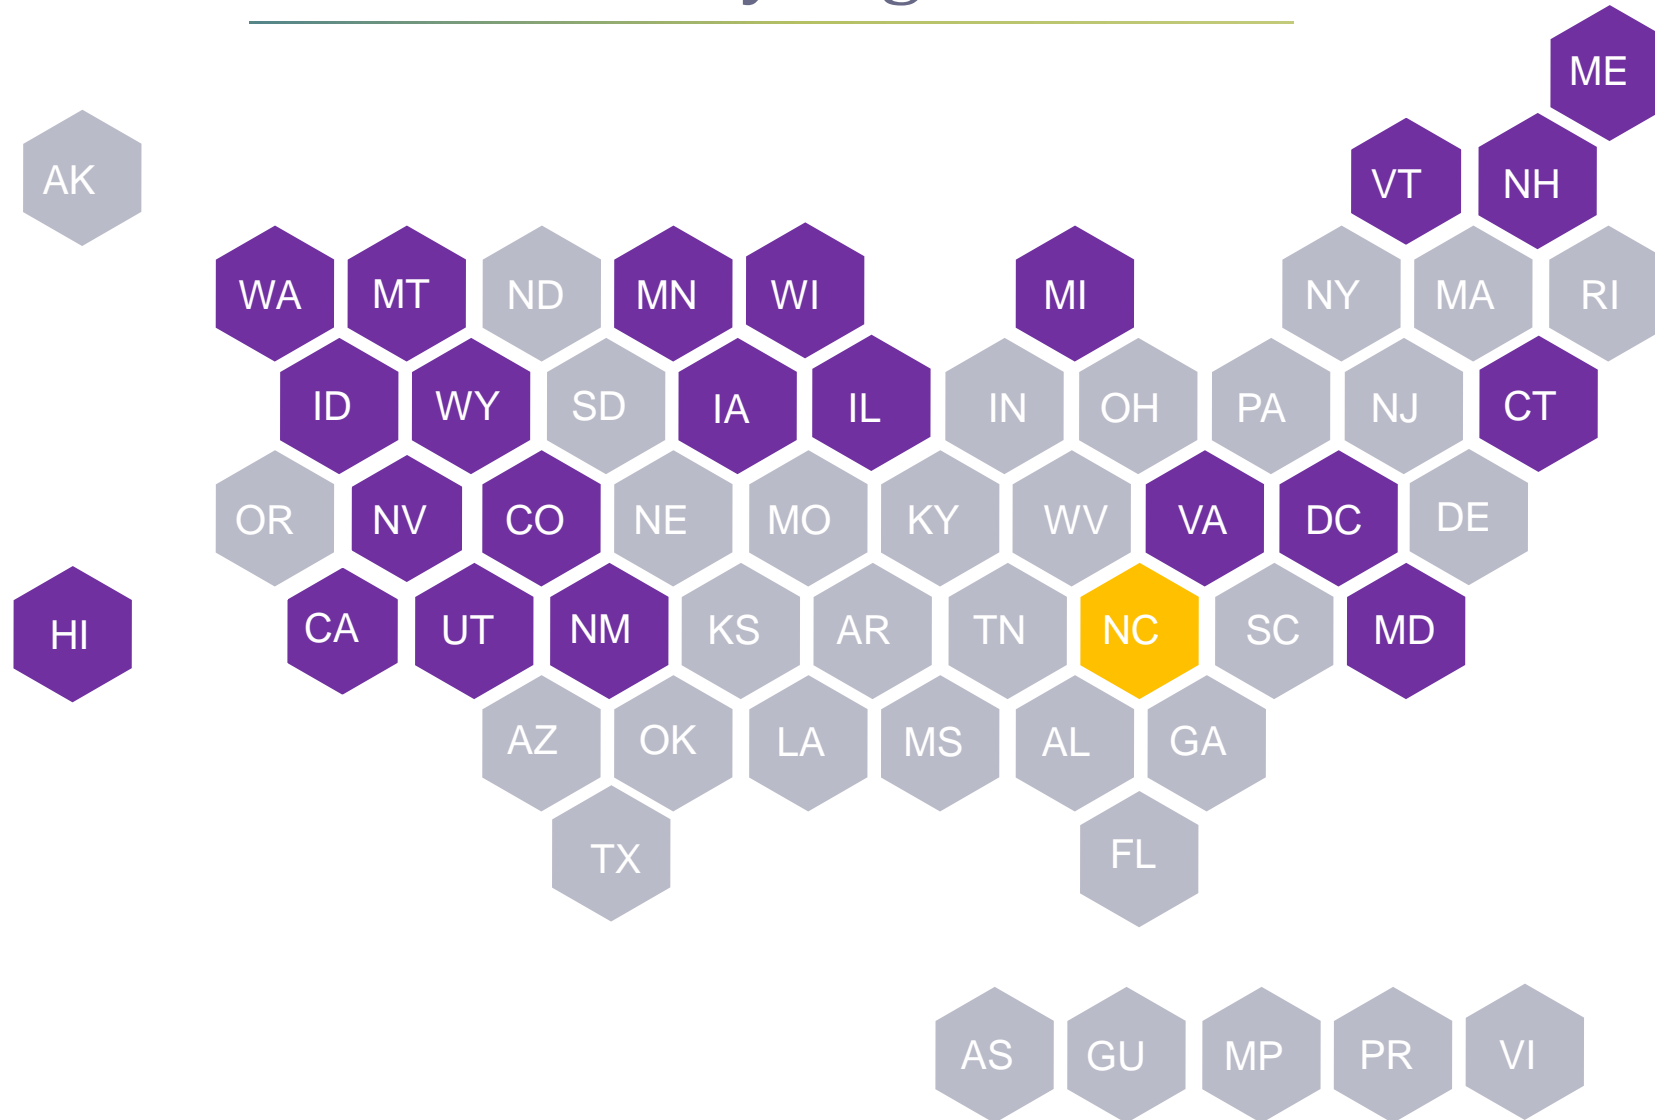 ME
AK
VT NH
WA MT ND MN WI MI NY MA RI
ID WY SD IA IL IN OH PA NJ CT
OR NV CO NE MO KY WV VA DC DE
HI CA UT NM KS AR TN NC SC MD
AZ OK LA MS AL GA
TX FL
AS GU MP PR VI